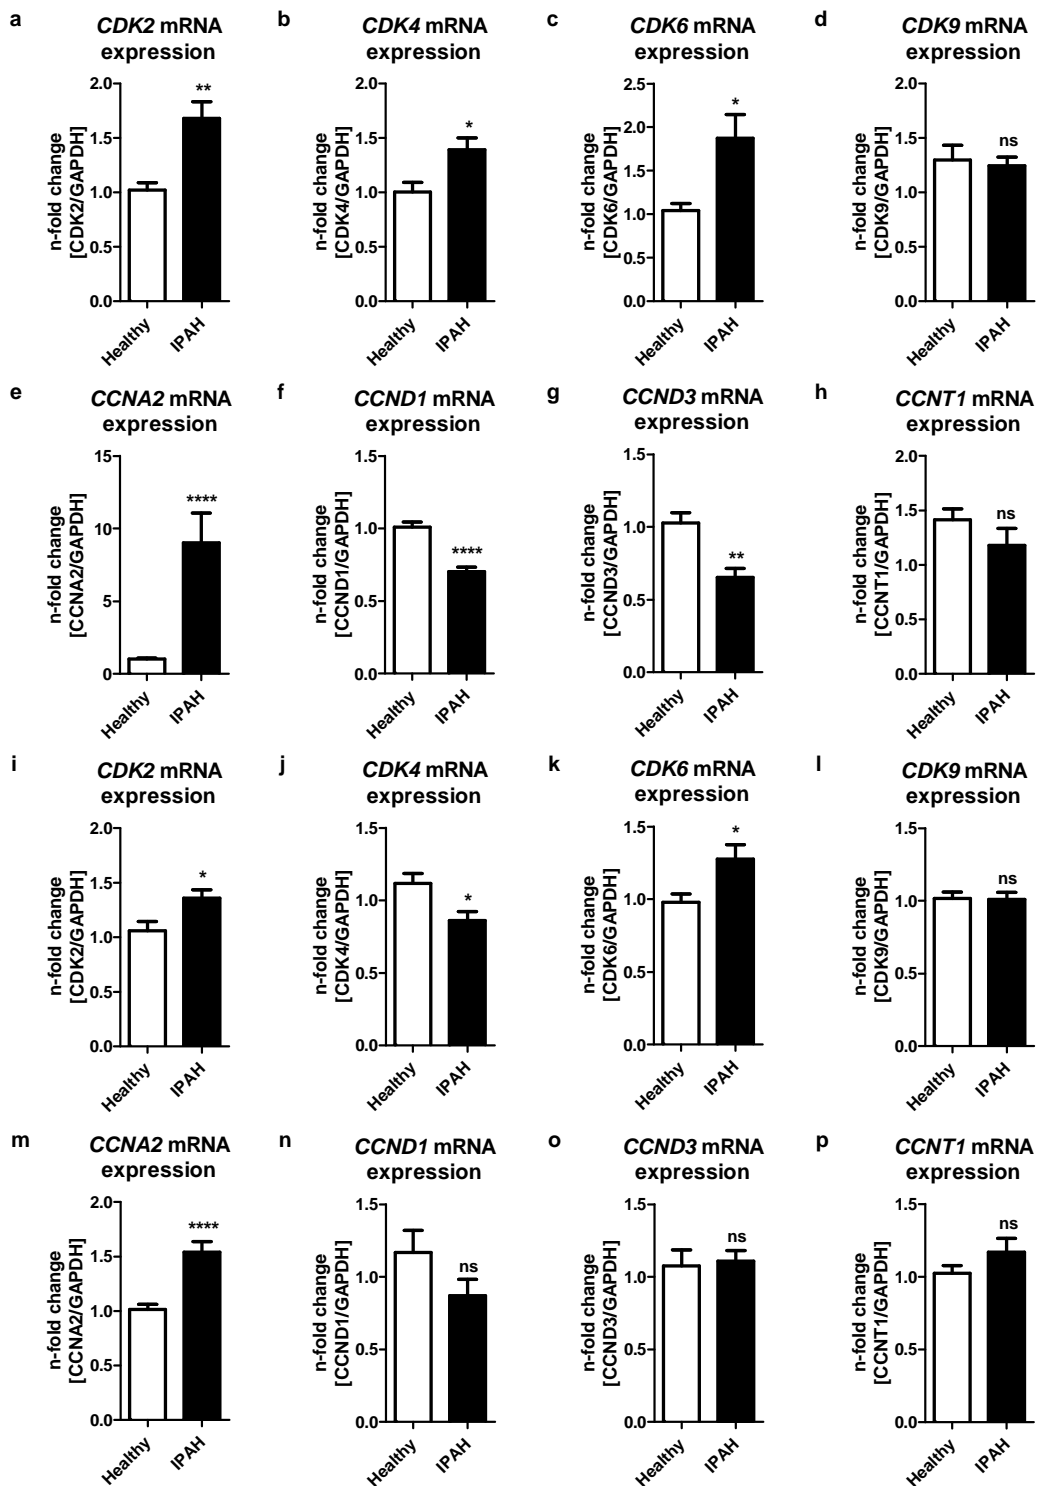 a
CDK2 mRNA
expression
n-fold change
[CDK2/GAPDH]
2.0
1.5
1.0
0.5
0.0
**
Healthy
IPAH
b
CDK4 mRNA
expression
n-fold change
[CDK4/GAPDH]
2.0
1.5
1.0
0.5
0.0
*
Healthy
IPAH
c
CDK6 mRNA
expression
n-fold change
[CDK6/GAPDH]
2.5
2.0
1.5
1.0
0.5
0.0
*
Healthy
IPAH
d
CDK9 mRNA
expression
n-fold change
[CDK9/GAPDH]
2.0
1.5
1.0
0.5
0.0
ns
Healthy
IPAH
e
CCNA2 mRNA
expression
n-fold change
[CCNA2/GAPDH]
15
10
5
0
****
Healthy
IPAH
f
CCND1 mRNA
expression
n-fold change
[CCND1/GAPDH]
1.5
1.0
0.5
0.0
****
Healthy
IPAH
g
CCND3 mRNA
expression
n-fold change
[CCND3/GAPDH]
1.5
1.0
0.5
0.0
**
Healthy
IPAH
h
CCNT1 mRNA
expression
n-fold change
[CCNT1/GAPDH]
2.0
1.5
1.0
0.5
0.0
ns
Healthy
IPAH
i
CDK2 mRNA
expression
n-fold change
[CDK2/GAPDH]
2.0
1.5
1.0
0.5
0.0
*
Healthy
IPAH
j
CDK4 mRNA
expression
n-fold change
[CDK4/GAPDH]
1.5
1.0
0.5
0.0
*
Healthy
IPAH
k
CDK6 mRNA
expression
n-fold change
[CDK6/GAPDH]
1.5
1.0
0.5
0.0
*
Healthy
IPAH
l
CDK9 mRNA
expression
n-fold change
[CDK9/GAPDH]
1.5
1.0
0.5
0.0
ns
Healthy
IPAH
m
CCNA2 mRNA
expression
n-fold change
[CCNA2/GAPDH]
2.0
1.5
1.0
0.5
0.0
****
Healthy
IPAH
n
CCND1 mRNA
expression
n-fold change
[CCND1/GAPDH]
1.5
1.0
0.5
0.0
ns
Healthy
IPAH
o
CCND3 mRNA
expression
n-fold change
[CCND3/GAPDH]
1.5
1.0
0.5
0.0
ns
Healthy
IPAH
p
CCNT1 mRNA
expression
n-fold change
[CCNT1/GAPDH]
1.5
1.0
0.5
0.0
ns
Healthy
IPAH